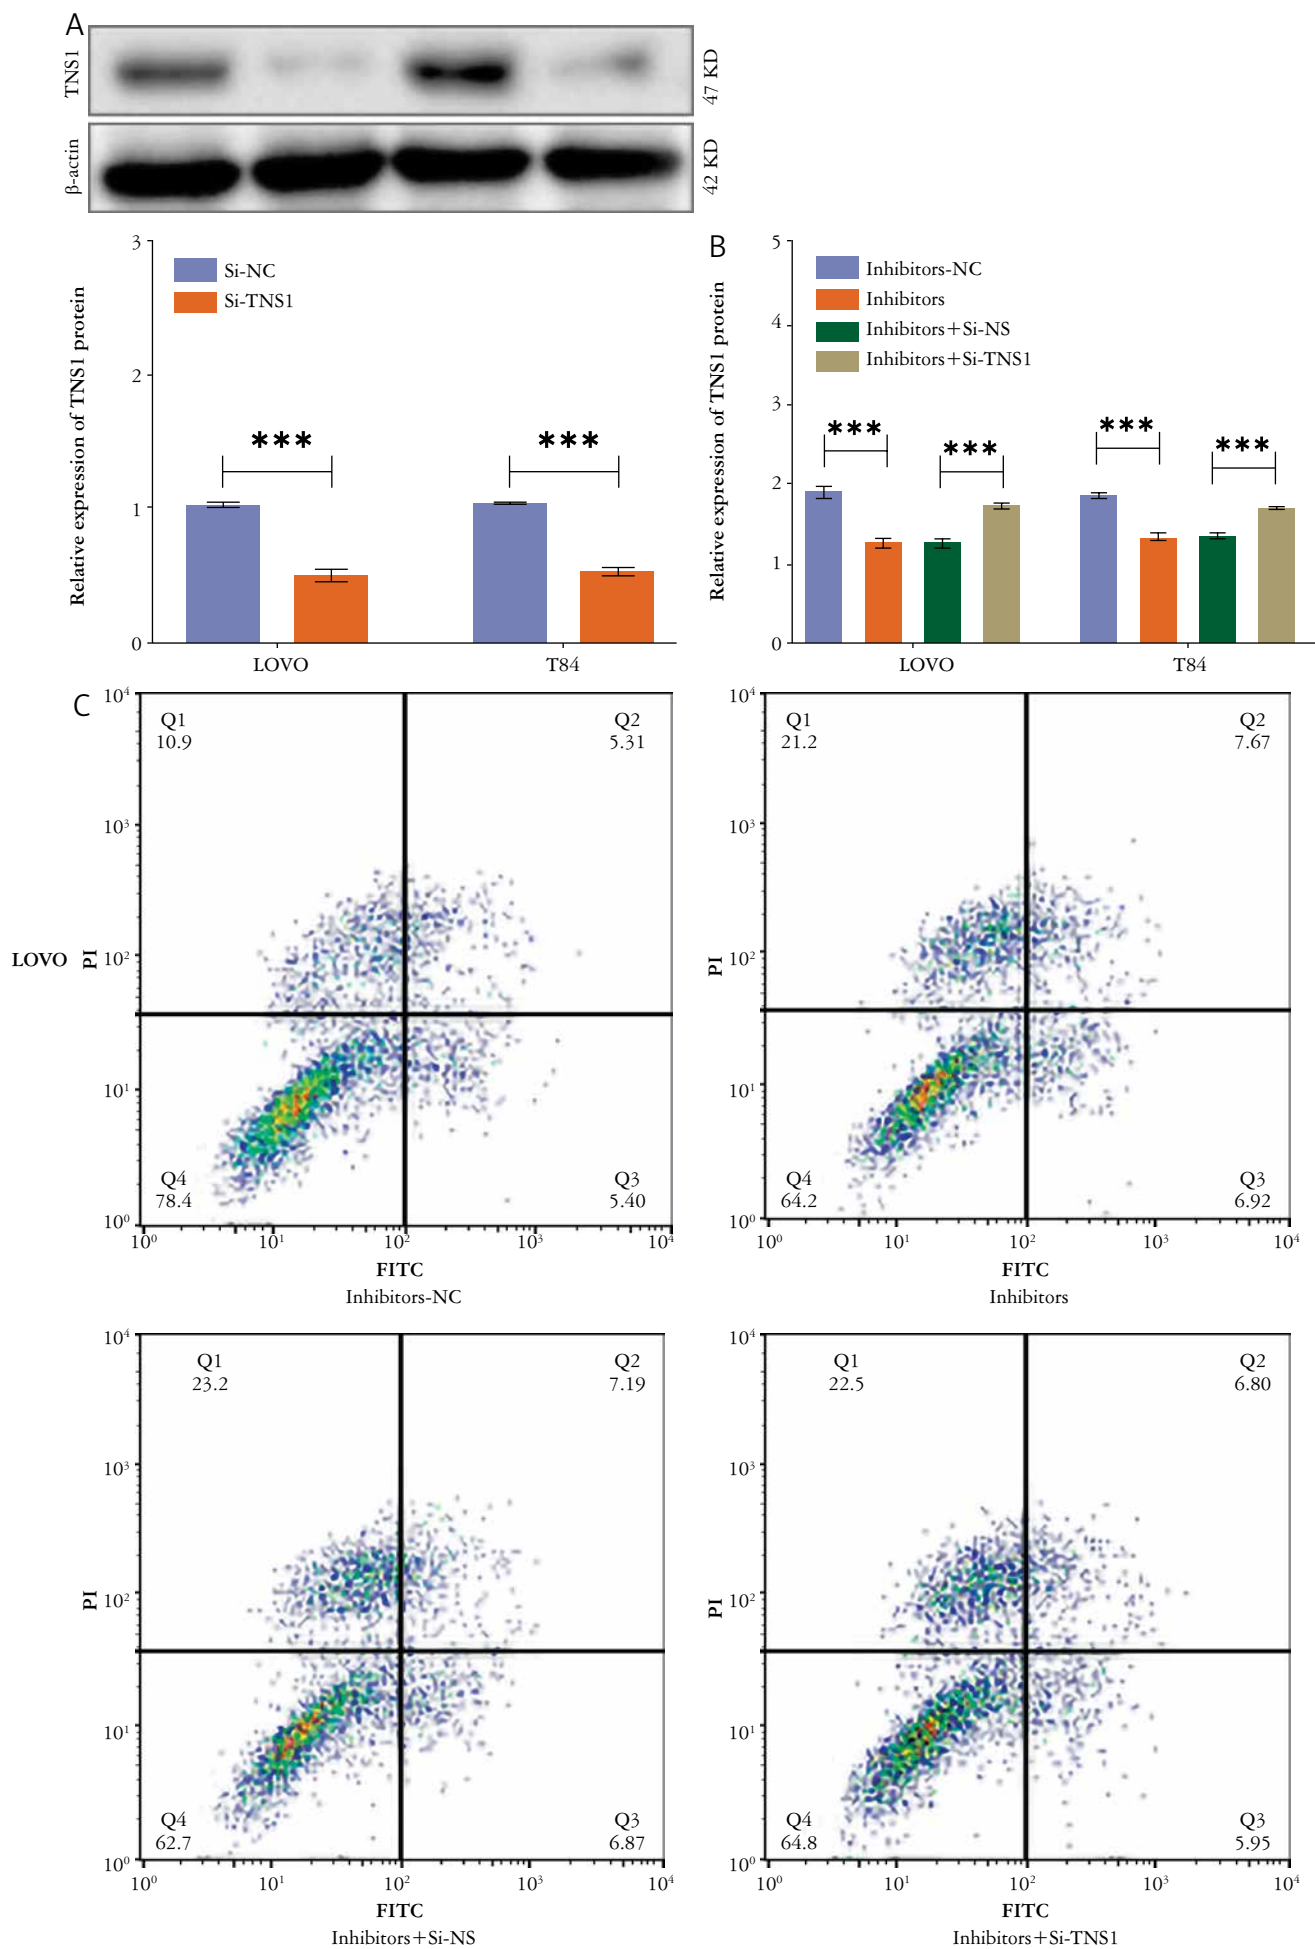 A
TNS1
47 KD
β-actin
42 KD
3
2
1
0
Relative expression of TNS1 protein
Si-NC
Si-TNS1
***
***
LOVO
T84
B
5
4
3
2
1
0
Relative expression of TNS1 protein
Inhibitors-NC
Inhibitors
Inhibitors+Si-NS
Inhibitors+Si-TNS1
***
***
***
***
LOVO
T84
C
LOVO
PI
10⁴
10³
10²
10¹
10⁰
Q1
10.9
Q2
5.31
Q4
78.4
Q3
5.40
10⁰ 10¹ 10² 10³ 10⁴
FITC
Inhibitors-NC
PI
10⁴
10³
10²
10¹
10⁰
Q1
21.2
Q2
7.67
Q4
64.2
Q3
6.92
10⁰ 10¹ 10² 10³ 10⁴
FITC
Inhibitors
PI
10⁴
10³
10²
10¹
10⁰
Q1
23.2
Q2
7.19
Q4
62.7
Q3
6.87
10⁰ 10¹ 10² 10³ 10⁴
FITC
Inhibitors+Si-NS
PI
10⁴
10³
10²
10¹
10⁰
Q1
22.5
Q2
6.80
Q4
64.8
Q3
5.95
10⁰ 10¹ 10² 10³ 10⁴
FITC
Inhibitors+Si-TNS1